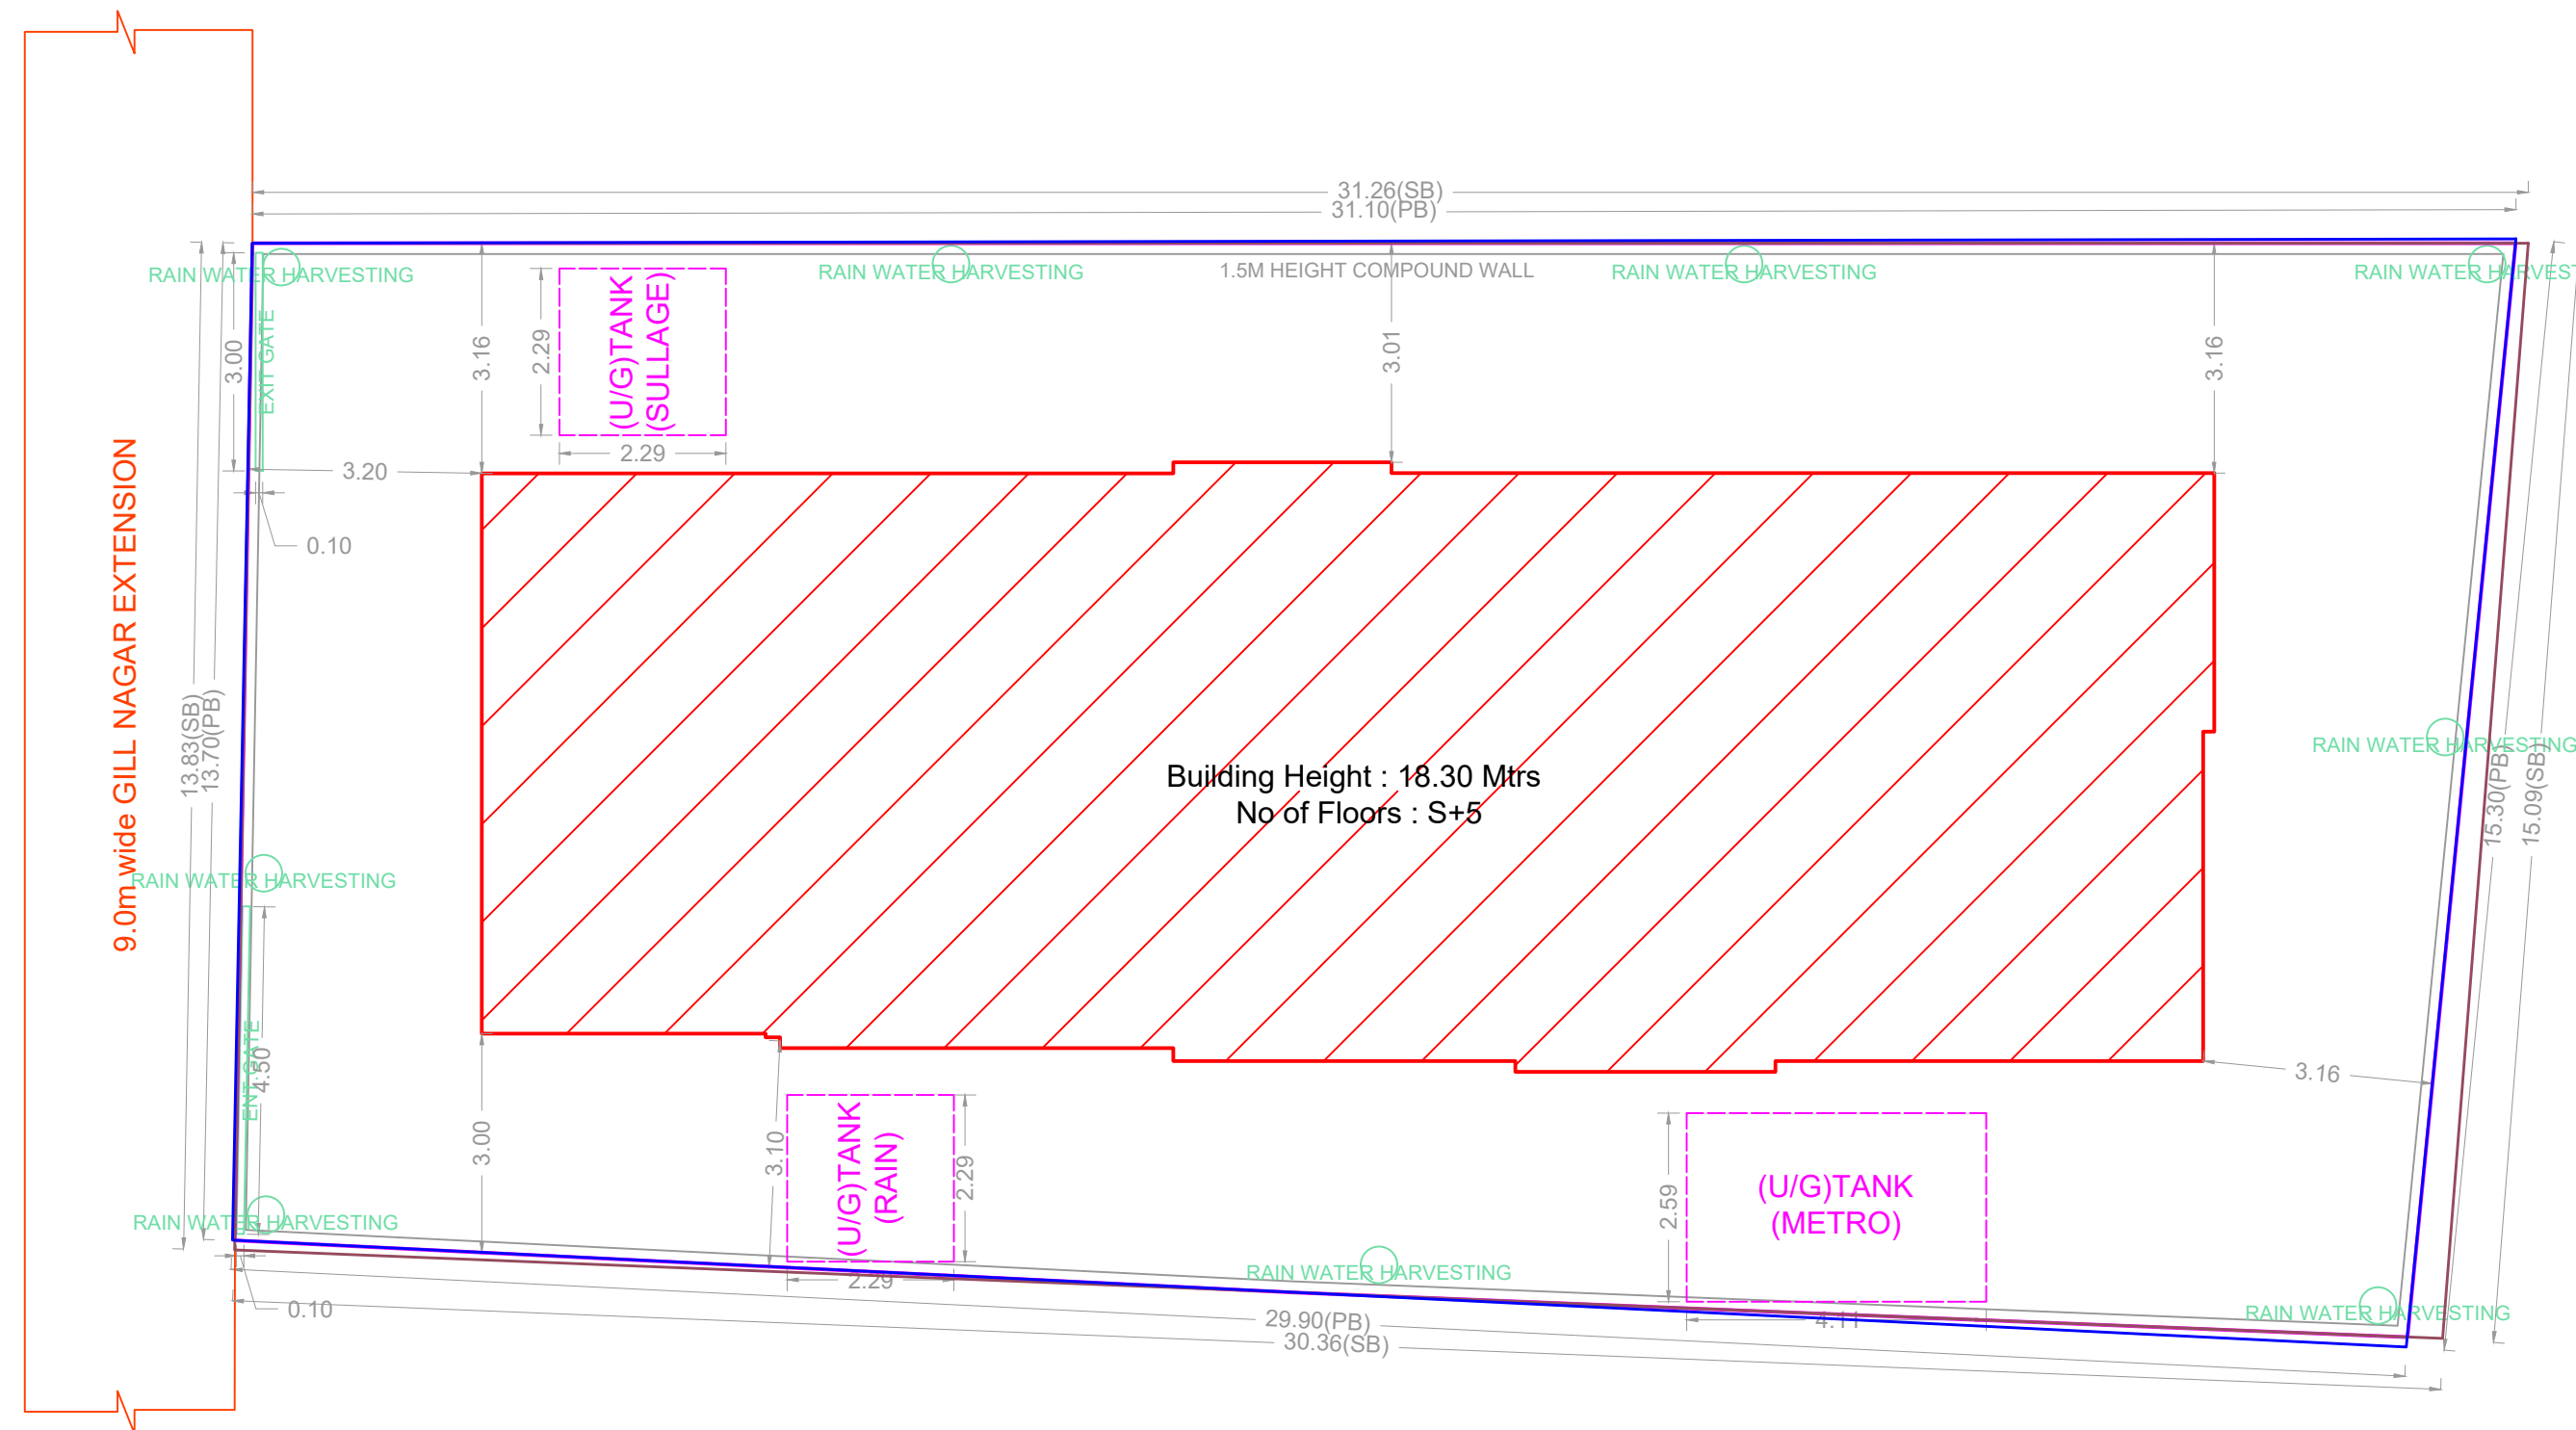 31.26(SB)
31.10(PB)
RAIN WATER HARVESTING
RAIN WATER HARVESTING
1.5M HEIGHT COMPOUND WALL
RAIN WATER HARVESTING
RAIN WATER HARVEST
EXIT GATE
3.00
3.16
2.29
(U/G)TANK
(SULLAGE)
2.29
3.01
3.16
3.20
0.10
9.0m wide GILL NAGAR EXTENSION
13.83(SB)
13.70(PB)
Building Height : 18.30 Mtrs
No of Floors : S+5
RAIN WATER HARVESTING
15.30(PB)
15.09(SB)
RAIN WATER HARVESTING
ENT GATE
4.50
3.00
3.10
(U/G)TANK
(RAIN)
2.29
2.29
2.59
(U/G)TANK
(METRO)
4.11
3.16
RAIN WATER HARVESTING
RAIN WATER HARVESTING
RAIN WATER HARVESTING
0.10
29.90(PB)
30.36(SB)